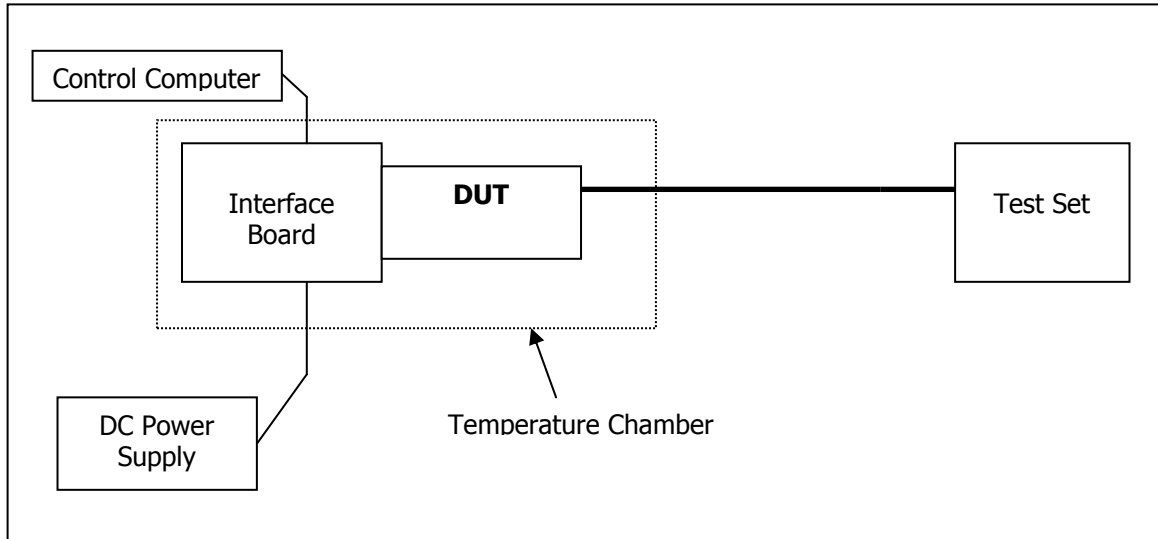 Control Computer
Interface
Board
DUT
Test Set
DC Power
Supply
Temperature Chamber